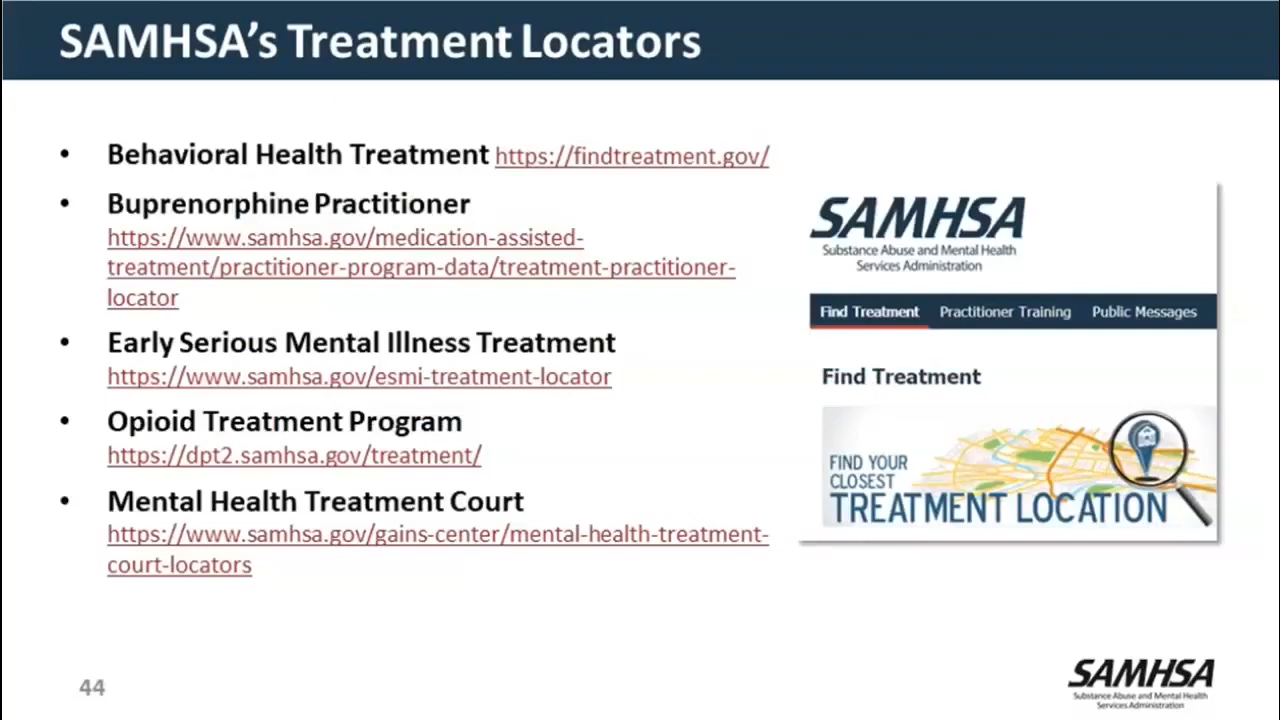 SAMHSA's Treatment Locators
• Behavioral Health Treatment https://findtreatment.gov/
• Buprenorphine Practitioner
https://www.samhsa.gov/medication-assisted-
treatment/practitioner-program-data/treatment-practitioner-
locator
• Early Serious Mental Illness Treatment
https://www.samhsa.gov/esmi-treatment-locator
• Opioid Treatment Program
https://dpt2.samhsa.gov/treatment/
• Mental Health Treatment Court
https://www.samhsa.gov/gains-center/mental-health-treatment-
court-locators
SAMHSA
Substance Abuse and Mental Health
Services Administration
Find Treatment Practitioner Training Public Messages
Find Treatment
FIND YOUR
CLOSEST
TREATMENT LOCATION
44
SAMHSA
Substance Abuse and Mental Health
Services Administration